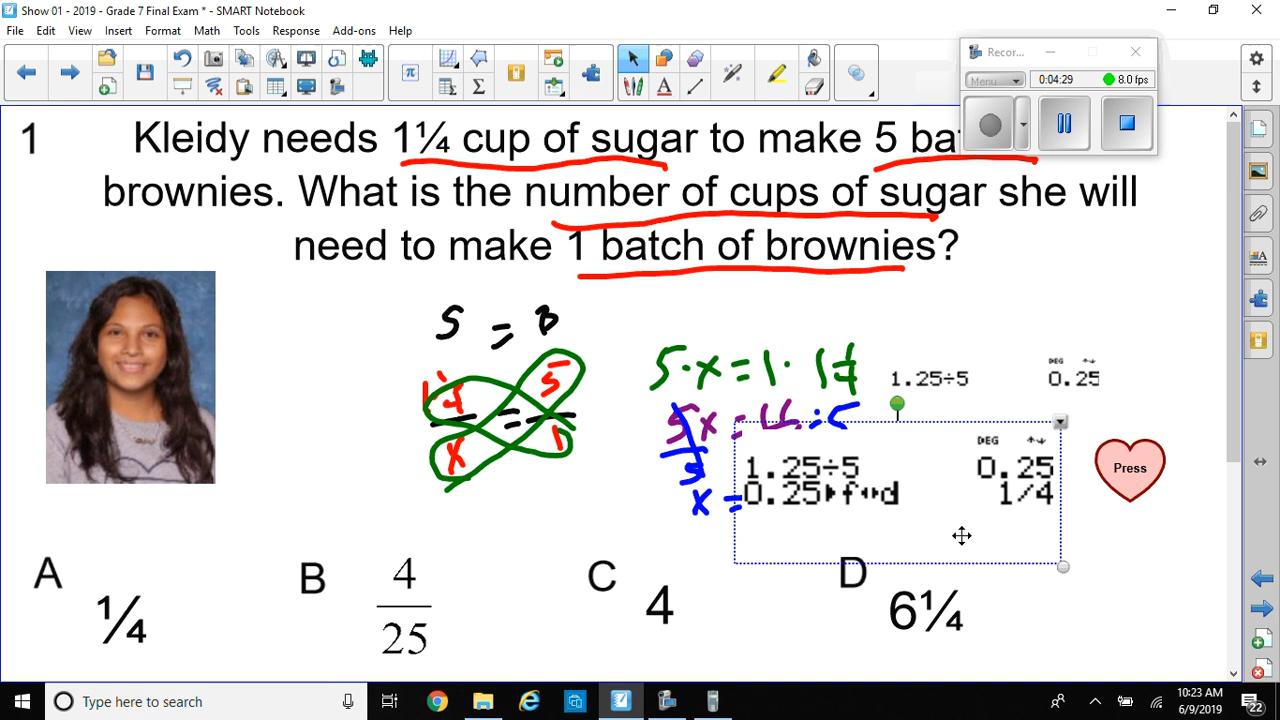 Show 01 - 2019 - Grade 7 Final Exam * - SMART Notebook
File Edit View Insert Format Math Tools Response Add-ons Help
Recor...
Menu 0:04:29 8.0 fps
1 Kleidy needs 1¼ cup of sugar to make 5 bat
brownies. What is the number of cups of sugar she will
need to make 1 batch of brownies?
S = B
5
x = 1
5·x=1·1¼
5x =
5
x =
1.25÷5 DEG 0.25
DEG
1.25÷5 0.25
0.25▶f↔d 1/4
Press
A ¼
B 4/25
C 4
D 6¼
Type here to search
10:23 AM
6/9/2019
22